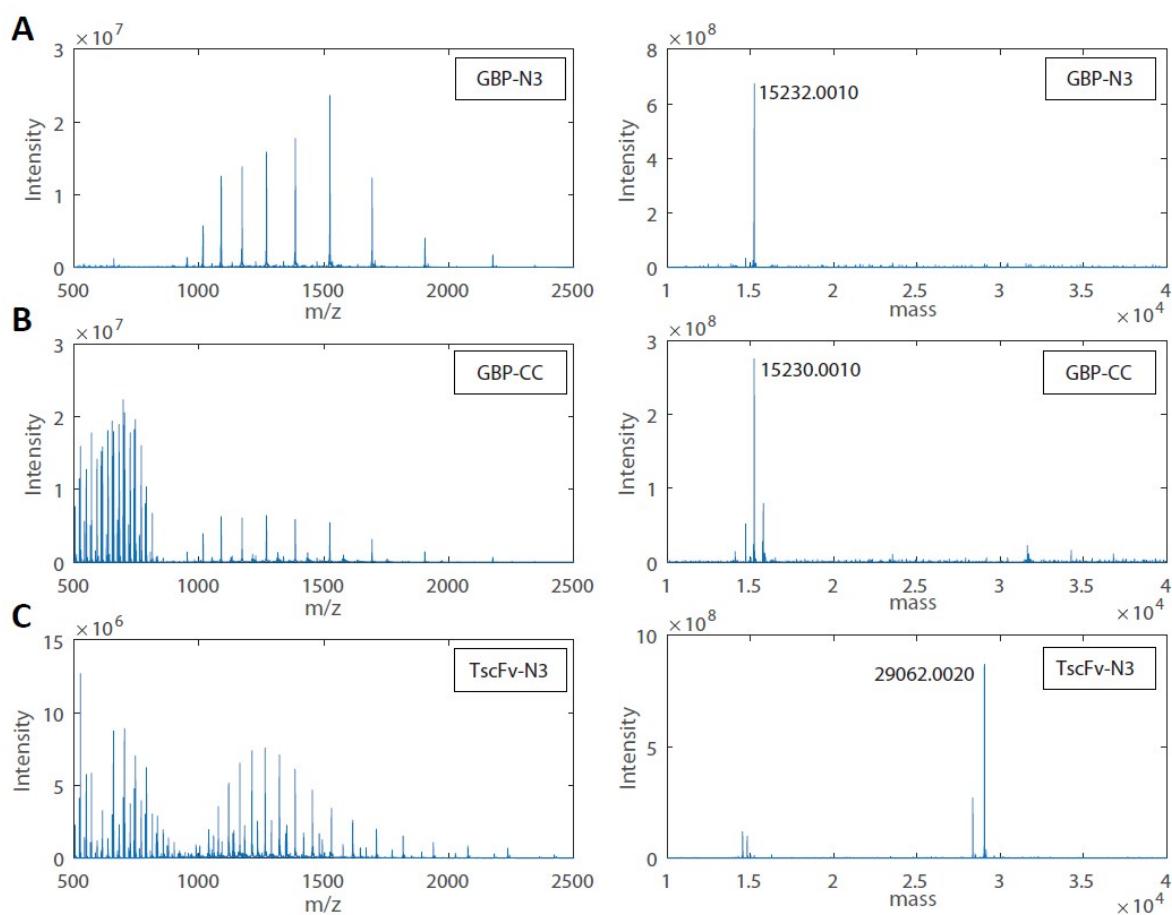 A
×10⁷
3
GBP-N3
2
Intensity
1
0
500 1000 1500 2000 2500
m/z
×10⁸
8
GBP-N3
15232.0010
6
Intensity
4
2
0
1 1.5 2 2.5 3 3.5 4
mass
×10⁴
B
×10⁷
3
GBP-CC
2
Intensity
1
0
500 1000 1500 2000 2500
m/z
×10⁸
3
GBP-CC
15230.0010
2
Intensity
1
0
1 1.5 2 2.5 3 3.5 4
mass
×10⁴
C
×10⁶
15
TscFv-N3
10
Intensity
5
0
500 1000 1500 2000 2500
m/z
×10⁸
10
TscFv-N3
29062.0020
Intensity
5
0
1 1.5 2 2.5 3 3.5 4
mass
×10⁴